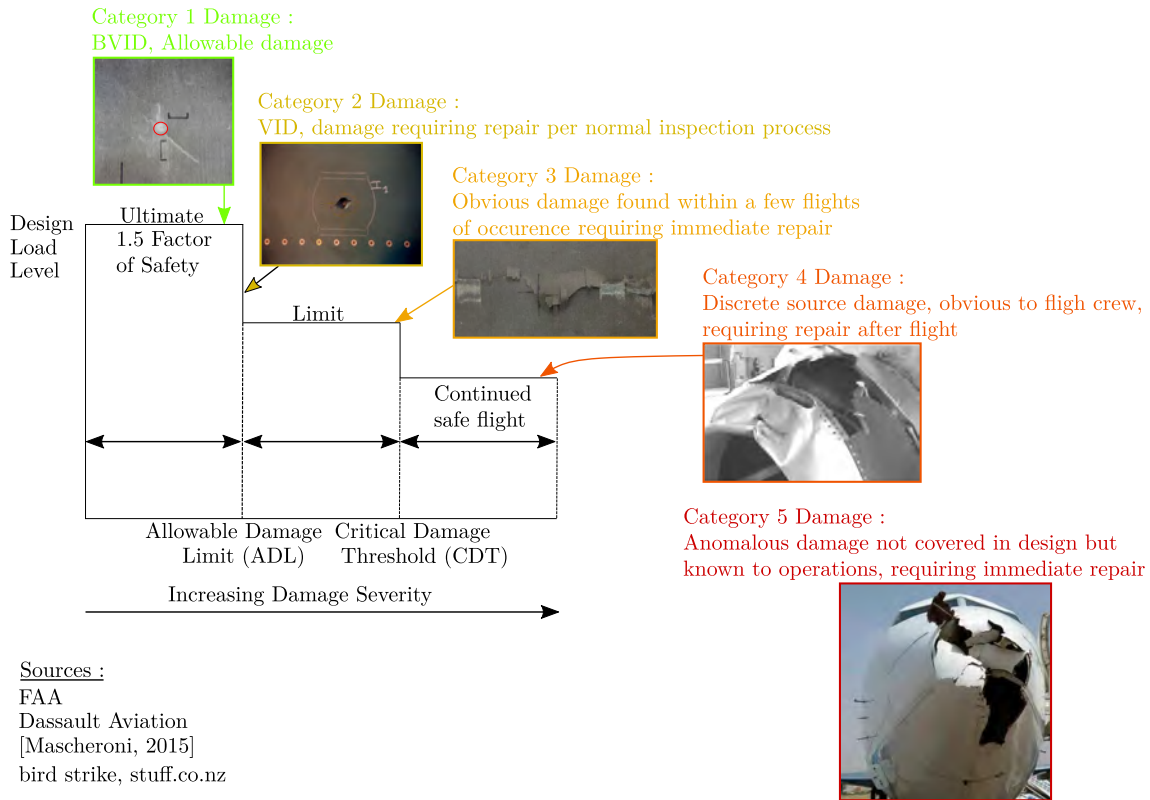 Category 1 Damage :
BVID, Allowable damage
Category 2 Damage :
VID, damage requiring repair per normal inspection process
Category 3 Damage :
Obvious damage found within a few flights
of occurence requiring immediate repair
Category 4 Damage :
Discrete source damage, obvious to fligh crew,
requiring repair after flight
Category 5 Damage :
Anomalous damage not covered in design but
known to operations, requiring immediate repair
Design
Load
Level
Ultimate
1.5 Factor
of Safety
Limit
Continued
safe flight
Allowable Damage
Limit (ADL)
Critical Damage
Threshold (CDT)
Increasing Damage Severity
Sources :
FAA
Dassault Aviation
[Mascheroni, 2015]
bird strike, stuff.co.nz